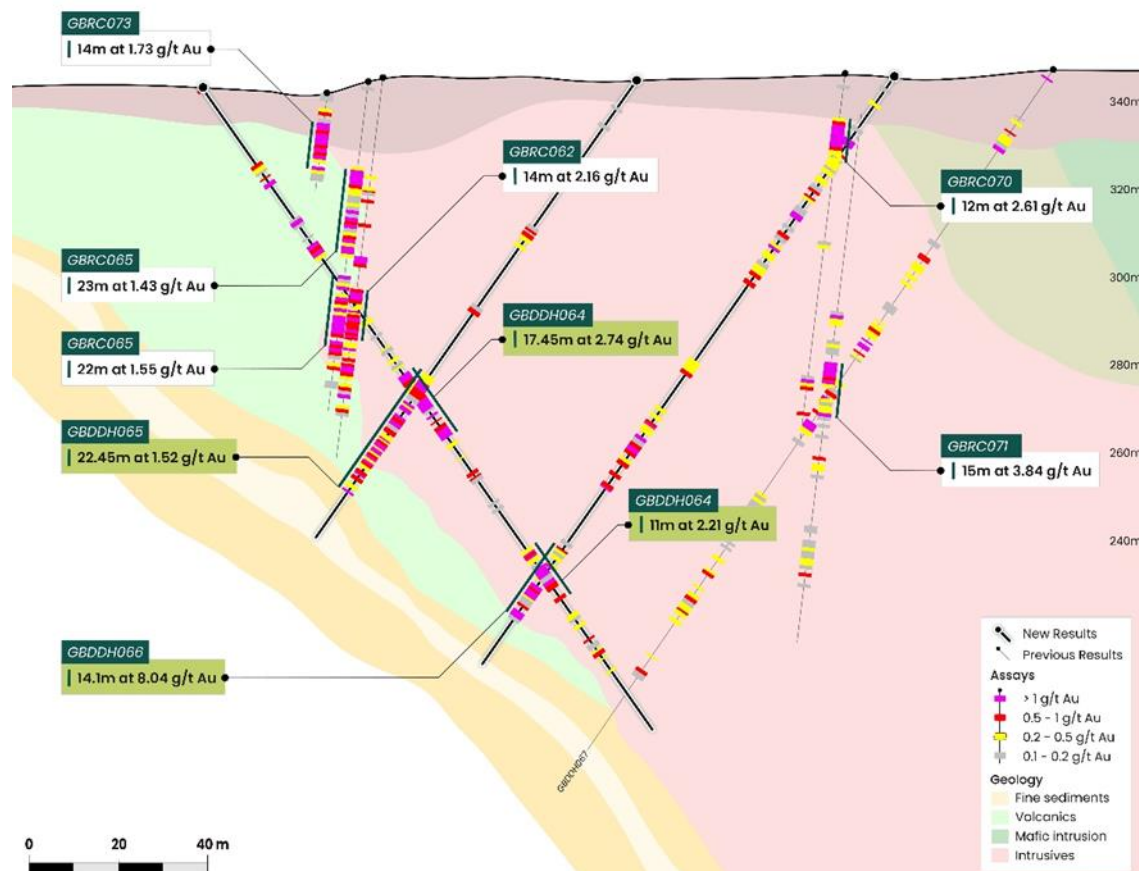 GBRC073
14m at 1.73 g/t Au
GBRC062
14m at 2.16 g/t Au
GBRC070
12m at 2.61 g/t Au
GBRC065
23m at 1.43 g/t Au
GBDDH064
17.45m at 2.74 g/t Au
GBRC065
22m at 1.55 g/t Au
GBDDH065
22.45m at 1.52 g/t Au
GBRC071
15m at 3.84 g/t Au
GBDDH064
11m at 2.21 g/t Au
GBDDH066
14.1m at 8.04 g/t Au
GBDDH067
340m
320m
300m
280m
260m
240m
New Results
Previous Results
Assays
> 1 g/t Au
0.5 - 1 g/t Au
0.2 - 0.5 g/t Au
0.1 - 0.2 g/t Au
Geology
Fine sediments
Volcanics
Mafic intrusion
Intrusives
0 20 40 m